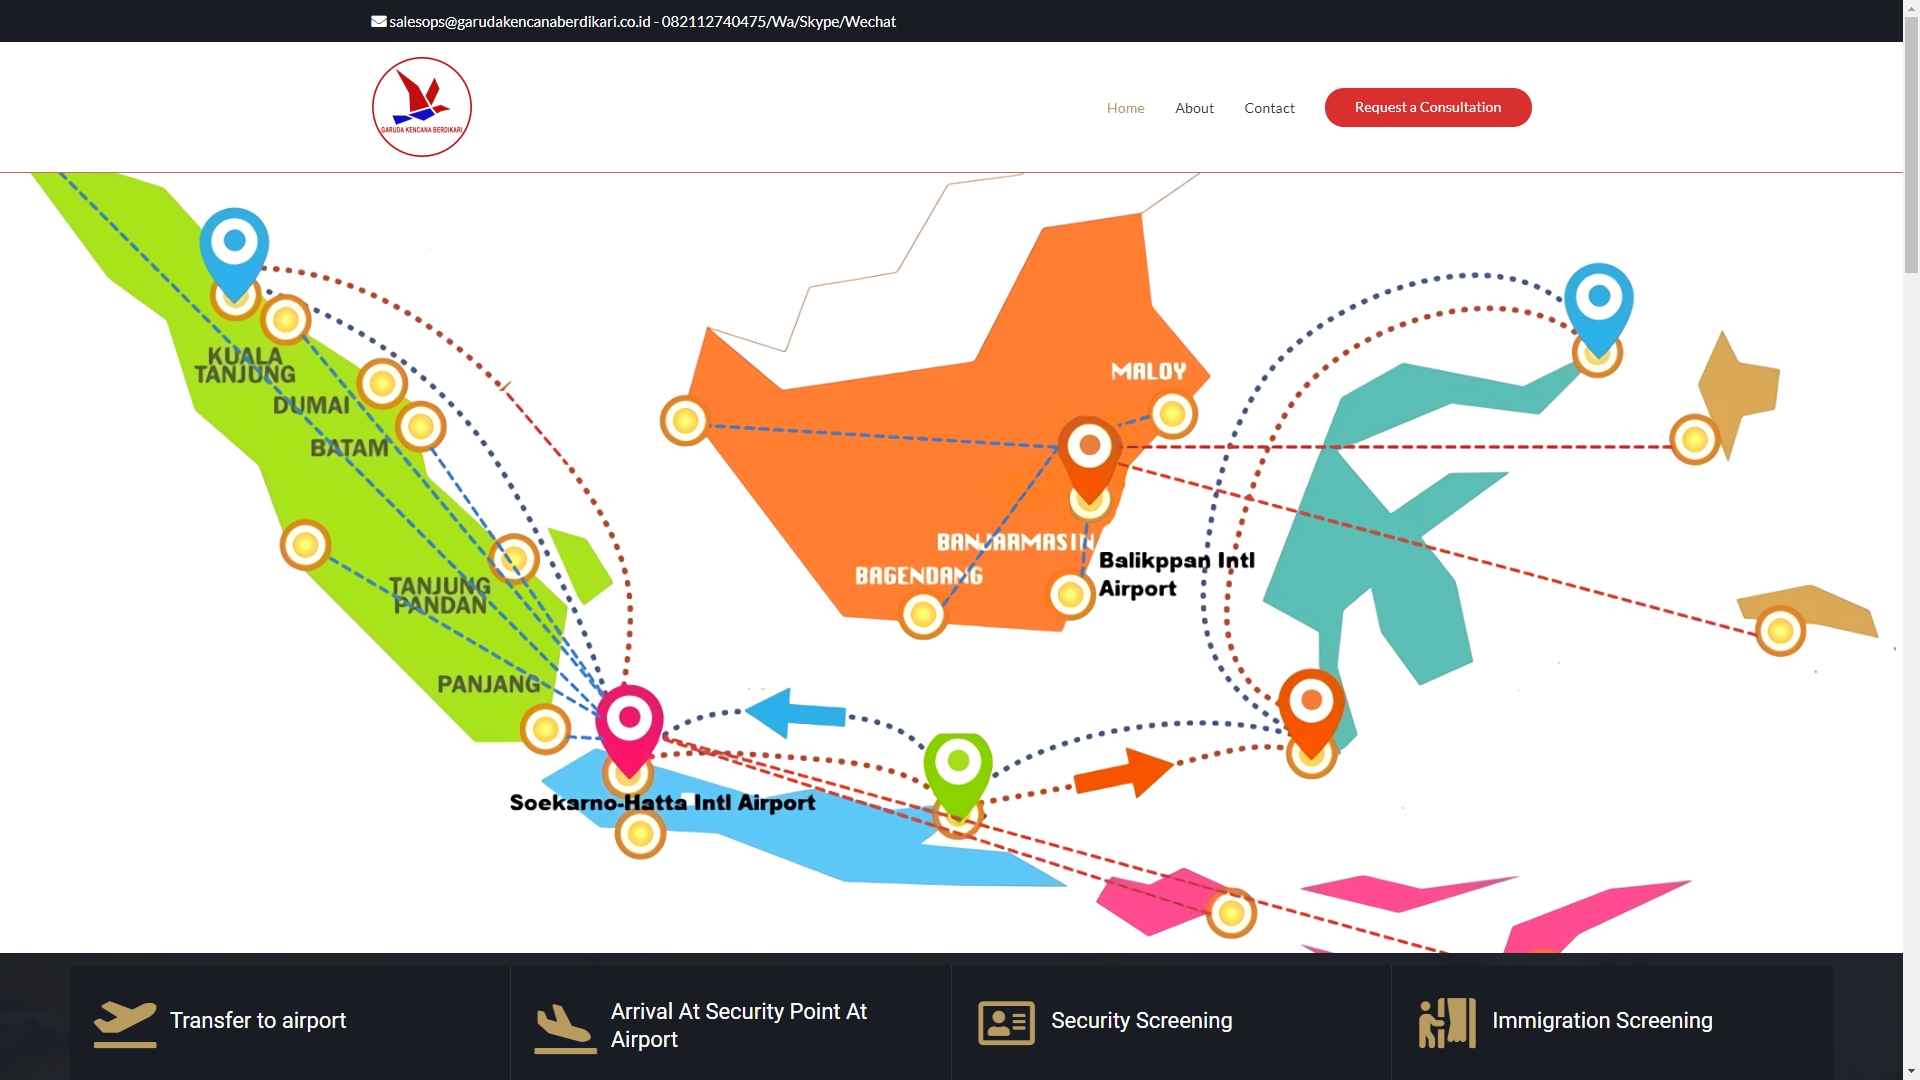 salesops@garudakencanaberdikari.co.id - 082112740475/Wa/Skype/Wechat
GARUDA KENCANA BERDIKARI
Home
About
Contact
Request a Consultation
KUALA
TANJUNG
DUMAI
BATAM
TANJUNG
PANDAN
PANJANG
MALOY
BANJARMASIN
BAGENDANG
Balikppan Intl
Airport
Soekarno-Hatta Intl Airport
Transfer to airport
Arrival At Security Point At
Airport
Security Screening
Immigration Screening